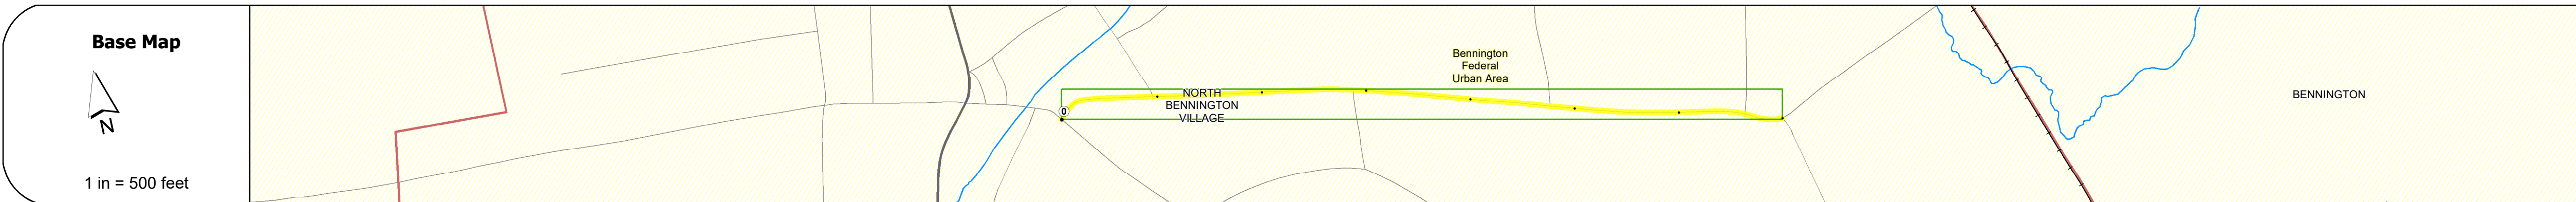 Base Map
N
1 in = 500 feet
0
NORTH
BENNINGTON
VILLAGE
Bennington
Federal
Urban Area
BENNINGTON